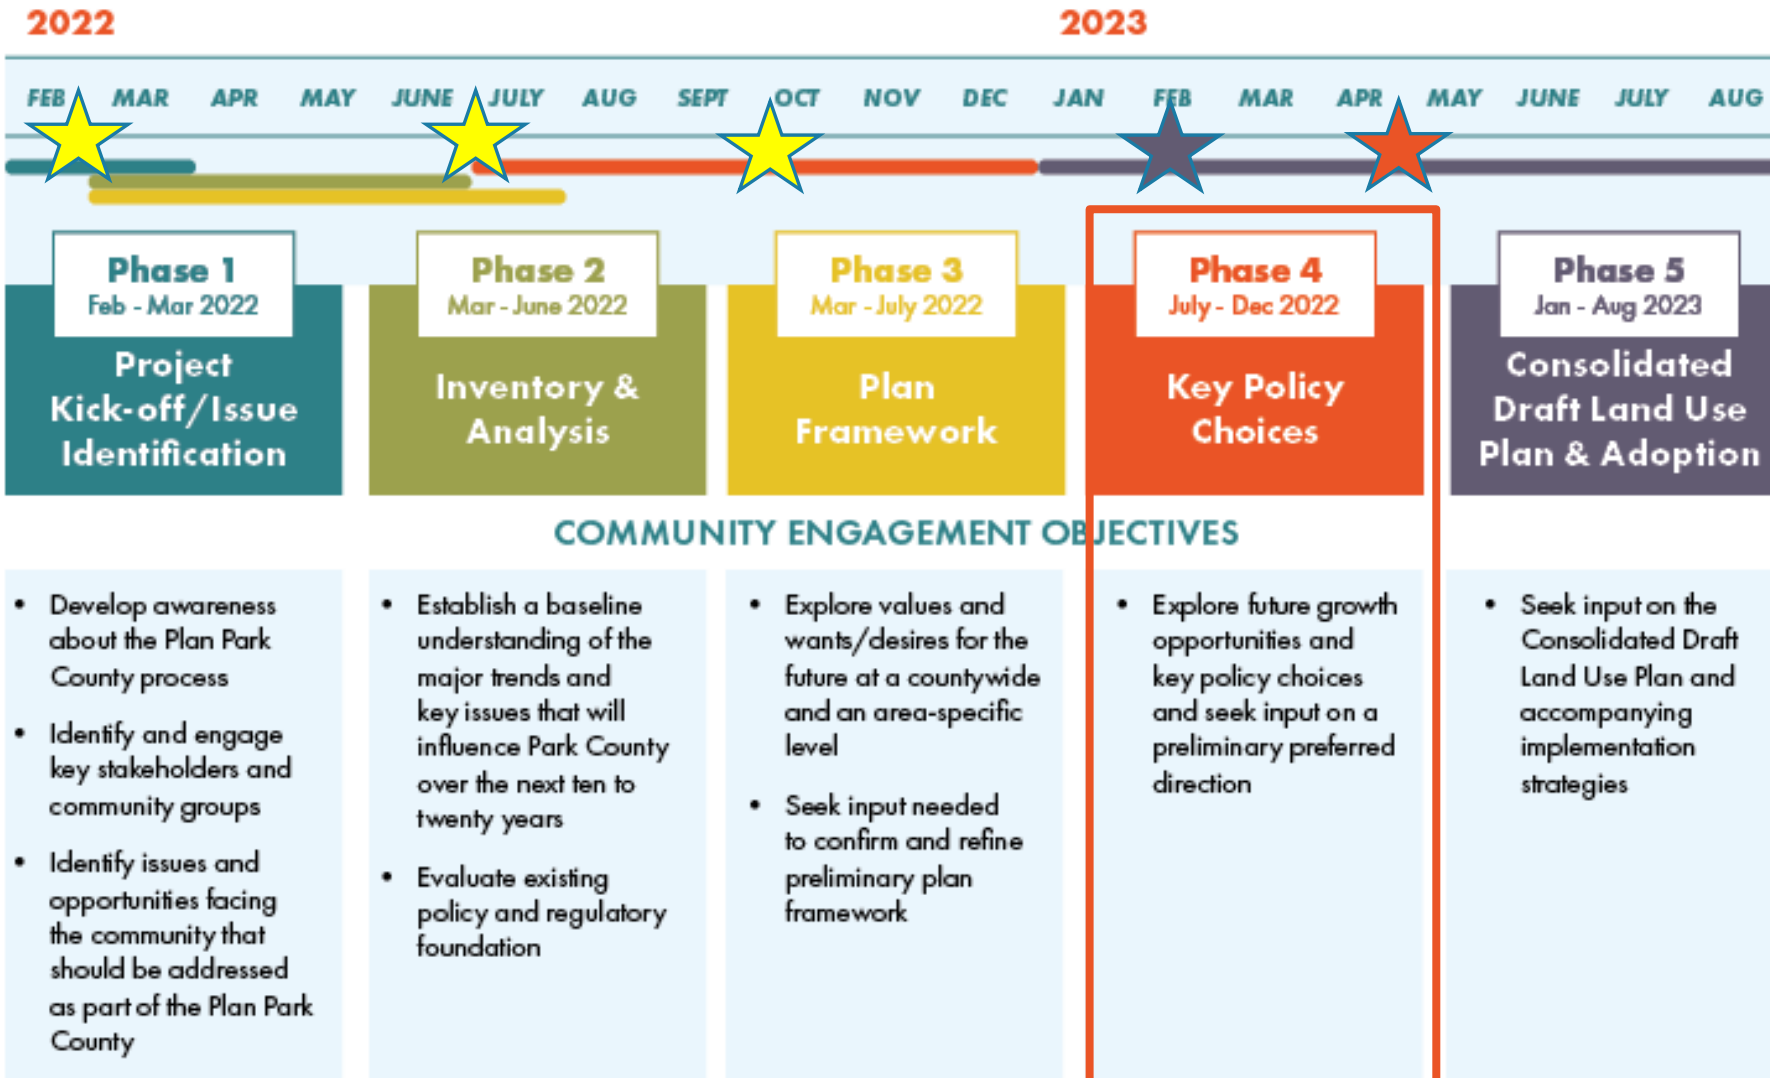 2022
2023
FEB MAR APR MAY JUNE JULY AUG SEPT OCT NOV DEC JAN FEB MAR APR MAY JUNE JULY AUG
Phase 1
Feb - Mar 2022
Project
Kick-off/Issue
Identification
Phase 2
Mar - June 2022
Inventory &
Analysis
Phase 3
Mar - July 2022
Plan
Framework
Phase 4
July - Dec 2022
Key Policy
Choices
Phase 5
Jan - Aug 2023
Consolidated
Draft Land Use
Plan & Adoption
COMMUNITY ENGAGEMENT OBJECTIVES
• Develop awareness
about the Plan Park
County process
• Identify and engage
key stakeholders and
community groups
• Identify issues and
opportunities facing
the community that
should be addressed
as part of the Plan Park
County
• Establish a baseline
understanding of the
major trends and
key issues that will
influence Park County
over the next ten to
twenty years
• Evaluate existing
policy and regulatory
foundation
• Explore values and
wants/desires for the
future at a countywide
and an area-specific
level
• Seek input needed
to confirm and refine
preliminary plan
framework
• Explore future growth
opportunities and
key policy choices
and seek input on a
preliminary preferred
direction
• Seek input on the
Consolidated Draft
Land Use Plan and
accompanying
implementation
strategies